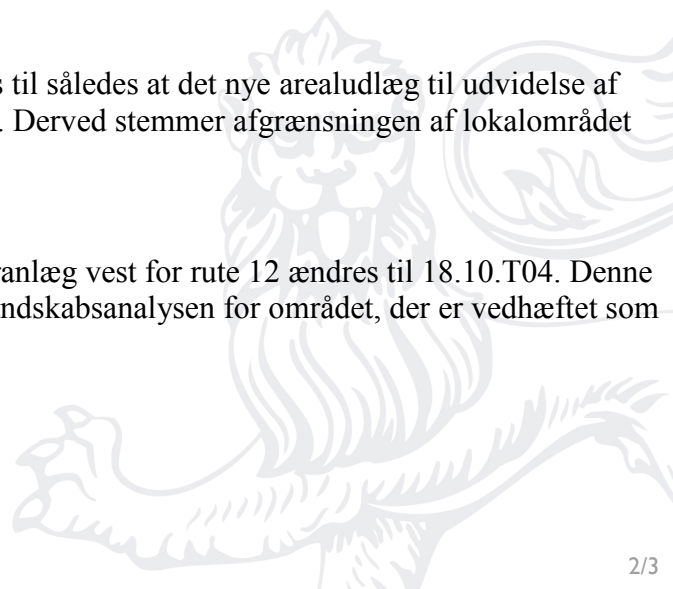 s til således at det nye arealudlæg til udvidelse af
. Derved stemmer afgrænsningen af lokalområdet
ranlæg vest for rute 12 ændres til 18.10.T04. Denne
ndskabsanalysen for området, der er vedhæftet som
2/3